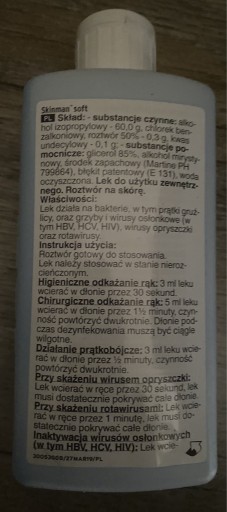 Skinman® soft
PL Skład: - substancje czynne: alko-
hol izopropylowy - 60,0 g, chlorek ben-
zalkoniowy, roztwór 50% - 0,3 g, kwas
undecylowy - 0,1 g; - substancje po-
mocnicze: glicerol 85%, alkohol mirysty-
nowy, środek zapachowy (Martine PH
799864), błękit patentowy (E 131), woda
oczyszczona. Lek do użytku zewnętrz-
nego. Roztwór na skórę.
Właściwości:
Lek działa na bakterie, w tym prątki gruź-
licy, oraz grzyby i wirusy osłonkowe (w
tym HBV, HCV, HIV), wirusy opryszczki
oraz rotawirusy.
Instrukcja użycia:
Roztwór gotowy do stosowania.
Lek należy stosować w stanie nieroz-
cieńczonym.
Higieniczne odkażanie rąk: 3 ml leku
wcierać w dłonie przez 30 sekund.
Chirurgiczne odkażanie rąk: 5 ml leku
wcierać w dłonie przez 1½ minuty, czyn-
ność powtórzyć dwukrotnie. Dłonie pod-
czas dezynfekowania muszą być ciągle
wilgotne.
Działanie prątkobójcze: 3 ml leku wcie-
rać w dłonie przez ½ minuty, czynność
powtórzyć dwukrotnie.
Przy skażeniu wirusem opryszczki:
Lek wcierać w ręce przez 30 sekund, lek
musi dostatecznie pokrywać całe dłonie.
Przy skażeniu rotawirusami: Lek wcie-
rać w ręce przez 1 minutę, lek musi do-
statecznie pokrywać całe dłonie.
Inaktywacja wirusów osłonkowych
(w tym HBV, HCV, HIV): Lek wcie-